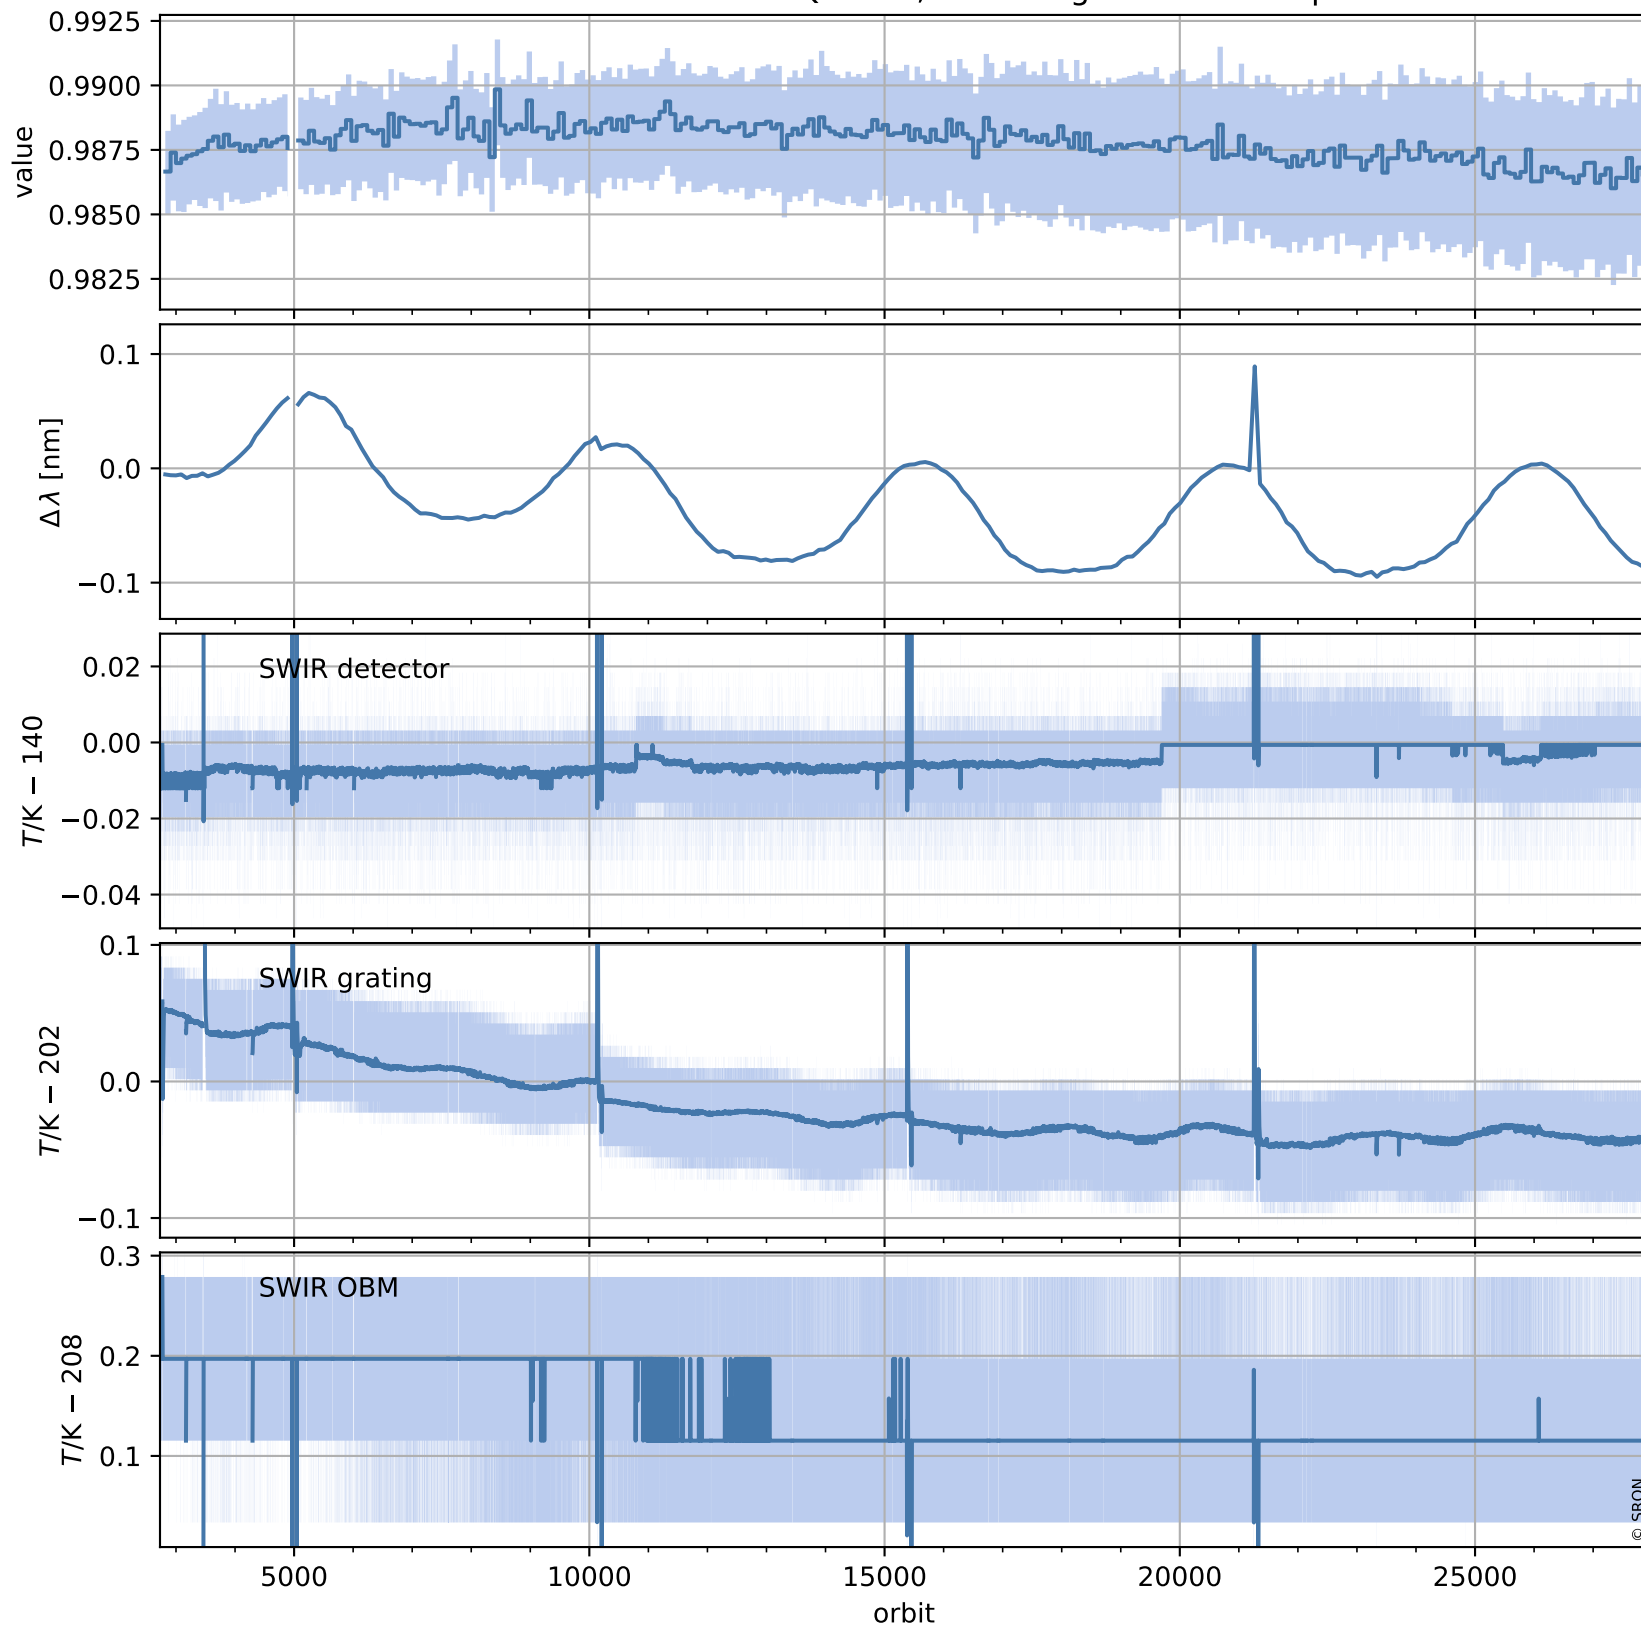 0.9925
0.9900
0.9875
0.9850
0.9825
value
0.1
0.0
−0.1
Δλ [nm]
SWIR detector
0.02
0.00
−0.02
−0.04
T/K − 140
SWIR grating
0.1
0.0
−0.1
T/K − 202
SWIR OBM
0.3
0.2
0.1
T/K − 208
© SRON
5000 10000 15000 20000 25000
orbit